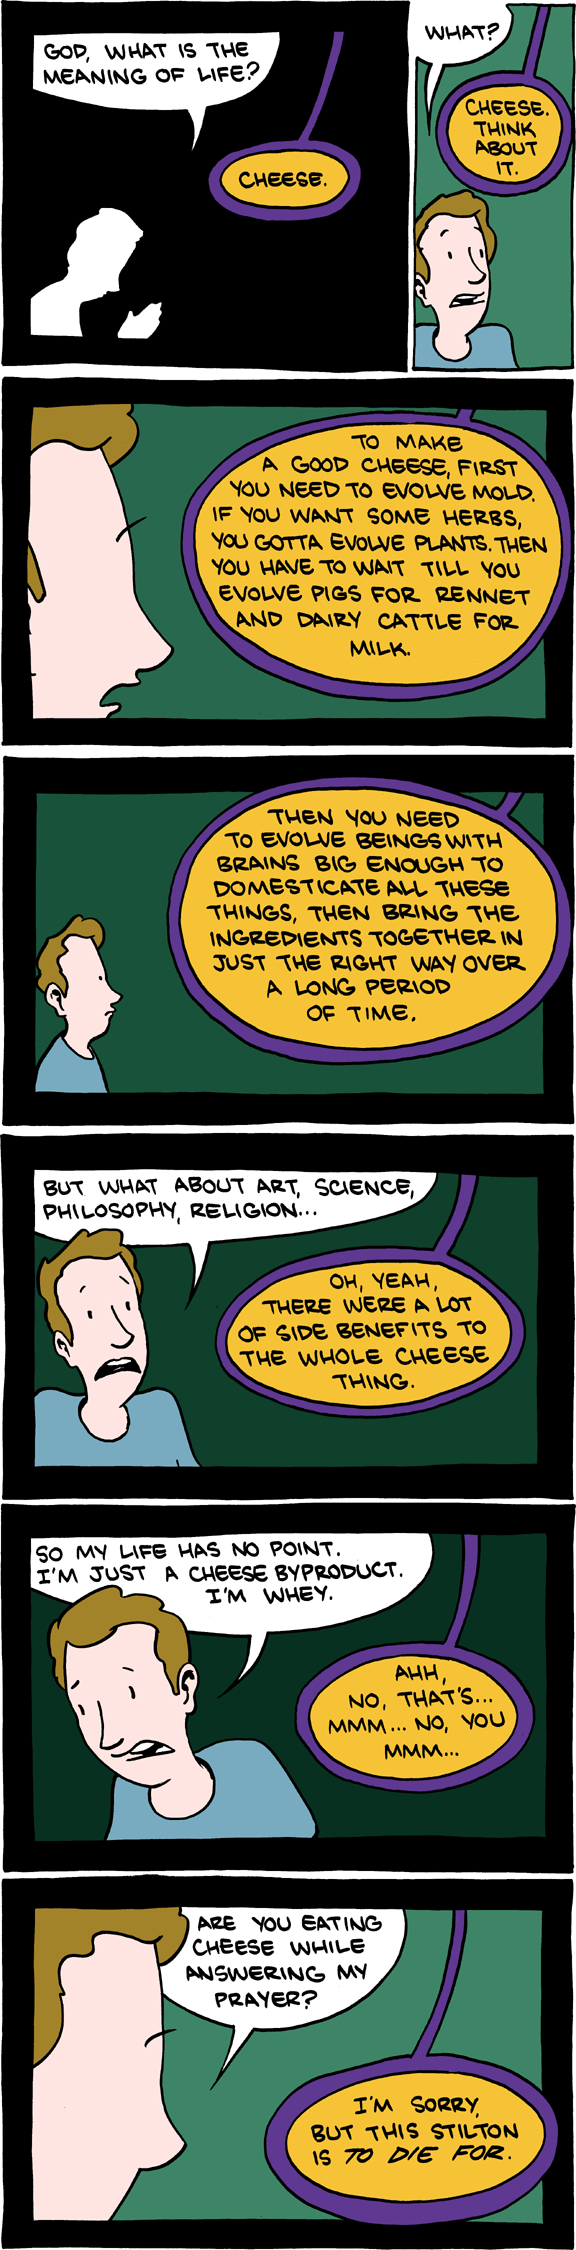 GOD, WHAT IS THE
MEANING OF LIFE?
CHEESE.
WHAT?
CHEESE.
THINK
ABOUT
IT.
TO MAKE
A GOOD CHEESE, FIRST
YOU NEED TO EVOLVE MOLD.
IF YOU WANT SOME HERBS,
YOU GOTTA EVOLVE PLANTS. THEN
YOU HAVE TO WAIT TILL YOU
EVOLVE PIGS FOR RENNET
AND DAIRY CATTLE FOR
MILK.
THEN YOU NEED
TO EVOLVE BEINGS WITH
BRAINS BIG ENOUGH TO
DOMESTICATE ALL THESE
THINGS, THEN BRING THE
INGREDIENTS TOGETHER IN
JUST THE RIGHT WAY OVER
A LONG PERIOD
OF TIME.
BUT WHAT ABOUT ART, SCIENCE,
PHILOSOPHY, RELIGION...
OH, YEAH,
THERE WERE A LOT
OF SIDE BENEFITS TO
THE WHOLE CHEESE
THING.
SO MY LIFE HAS NO POINT.
I'M JUST A CHEESE BYPRODUCT.
I'M WHEY.
AHH,
NO, THAT'S...
MMM... NO, YOU
MMM...
ARE YOU EATING
CHEESE WHILE
ANSWERING MY
PRAYER?
I'M SORRY,
BUT THIS STILTON
IS TO DIE FOR.